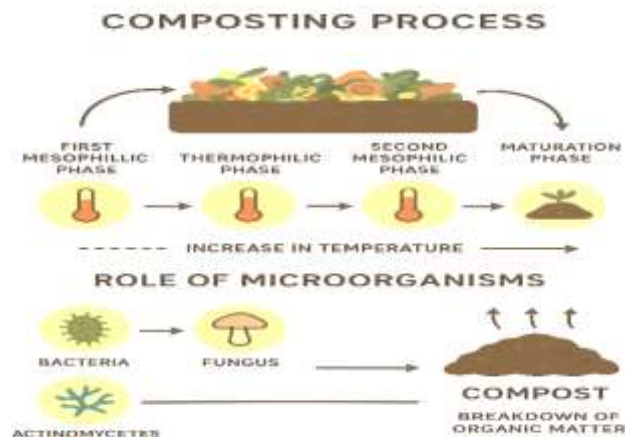 COMPOSTING PROCESS
FIRST
MESOPHILLIC
PHASE
THERMOPHILIC
PHASE
SECOND
MESOPHILIC
PHASE
MATURATION
PHASE
INCREASE IN TEMPERATURE
ROLE OF MICROORGANISMS
BACTERIA
FUNGUS
ACTINOMYCETES
COMPOST
BREAKDOWN OF
ORGANIC MATTER